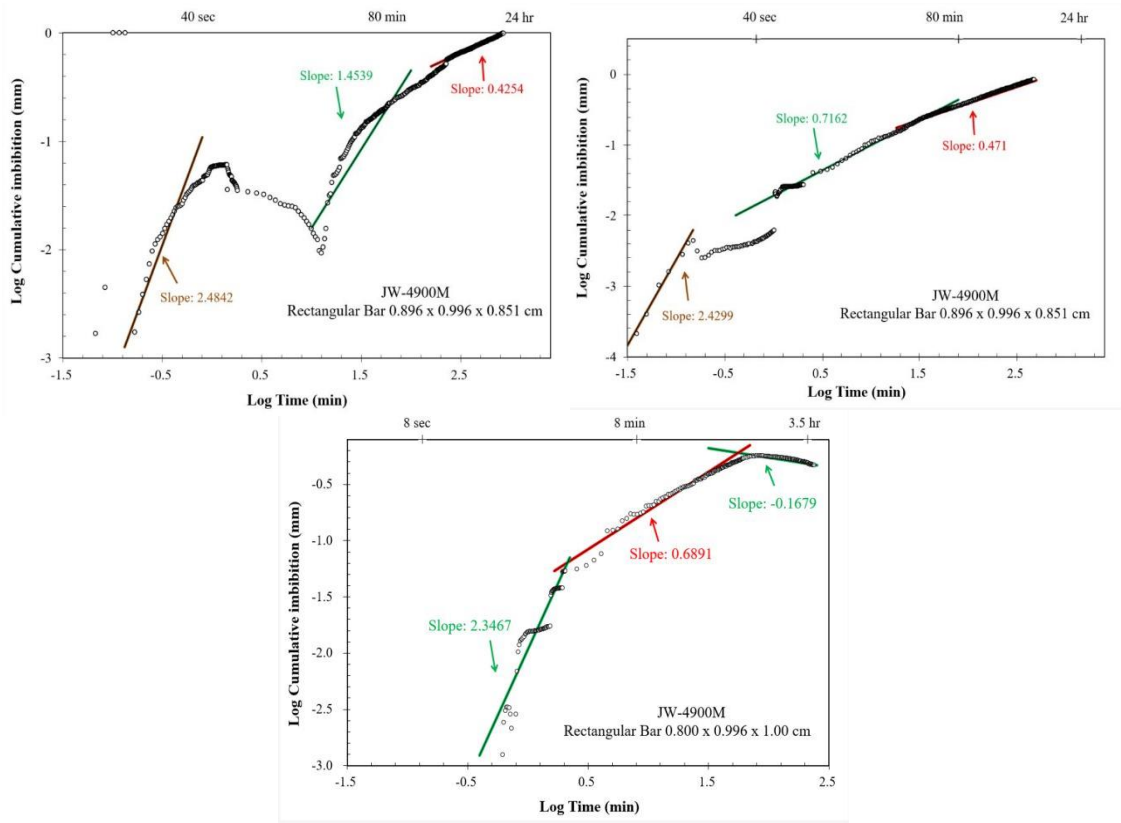 40 sec 80 min 24 hr
0
-1
-2
-3
-1.5 -0.5 0.5 1.5 2.5
Log Cumulative imbibition (mm)
Log Time (min)
Slope: 1.4539
Slope: 0.4254
Slope: 2.4842
JW-4900M
Rectangular Bar 0.896 x 0.996 x 0.851 cm
40 sec 80 min 24 hr
1
0
-1
-2
-3
-4
-1.5 -0.5 0.5 1.5 2.5
Log Cumulative imbibition (mm)
Log Time (min)
Slope: 0.7162
Slope: 0.471
Slope: 2.4299
JW-4900M
Rectangular Bar 0.896 x 0.996 x 0.851 cm
8 sec 8 min 3.5 hr
-0.5
-1.0
-1.5
-2.0
-2.5
-3.0
-1.5 -0.5 0.5 1.5 2.5
Log Cumulative imbibition (mm)
Log Time (min)
Slope: -0.1679
Slope: 0.6891
Slope: 2.3467
JW-4900M
Rectangular Bar 0.800 x 0.996 x 1.00 cm